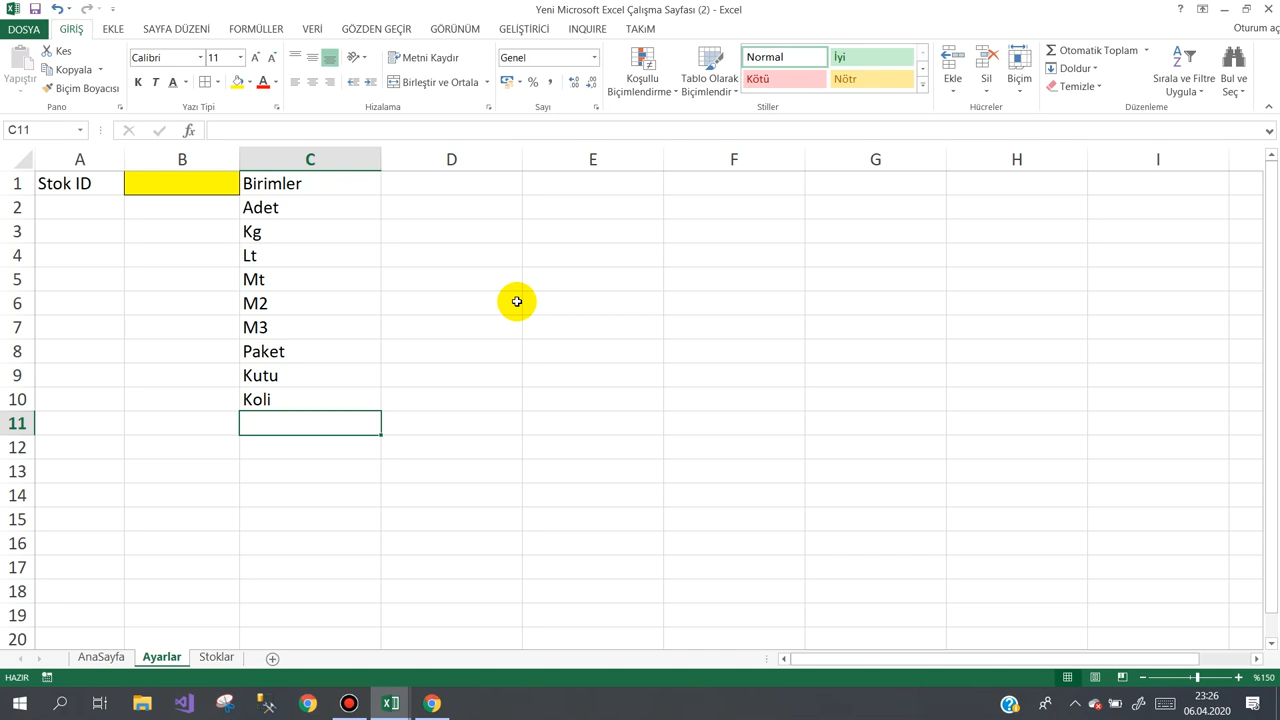 Yeni Microsoft Excel Çalışma Sayfası (2) - Excel
DOSYA GİRİŞ EKLE SAYFA DÜZENİ FORMÜLLER VERİ GÖZDEN GEÇİR GÖRÜNÜM GELİŞTİRİCİ INQUIRE TAKıM Oturum aç
Yapıştır
Kes
Kopyala
Biçim Boyacısı
Pano
Calibri 11
K T A
Yazı Tipi
Metni Kaydır
Birleştir ve Ortala
Hizalama
Genel
Sayı
Koşullu Biçimlendirme
Tablo Olarak Biçimlendir
Normal İyi
Kötü Nötr
Stiller
Ekle Sil Biçim
Hücreler
Otomatik Toplam
Doldur
Temizle
Sırala ve Filtre Uygula
Bul ve Seç
Düzenleme
C11 fx
A B C D E F G H I
1 Stok ID Birimler
2 Adet
3 Kg
4 Lt
5 Mt
6 M2
7 M3
8 Paket
9 Kutu
10 Koli
11
12
13
14
15
16
17
18
19
20
AnaSayfa Ayarlar Stoklar
HAZIR %150
23:26
06.04.2020